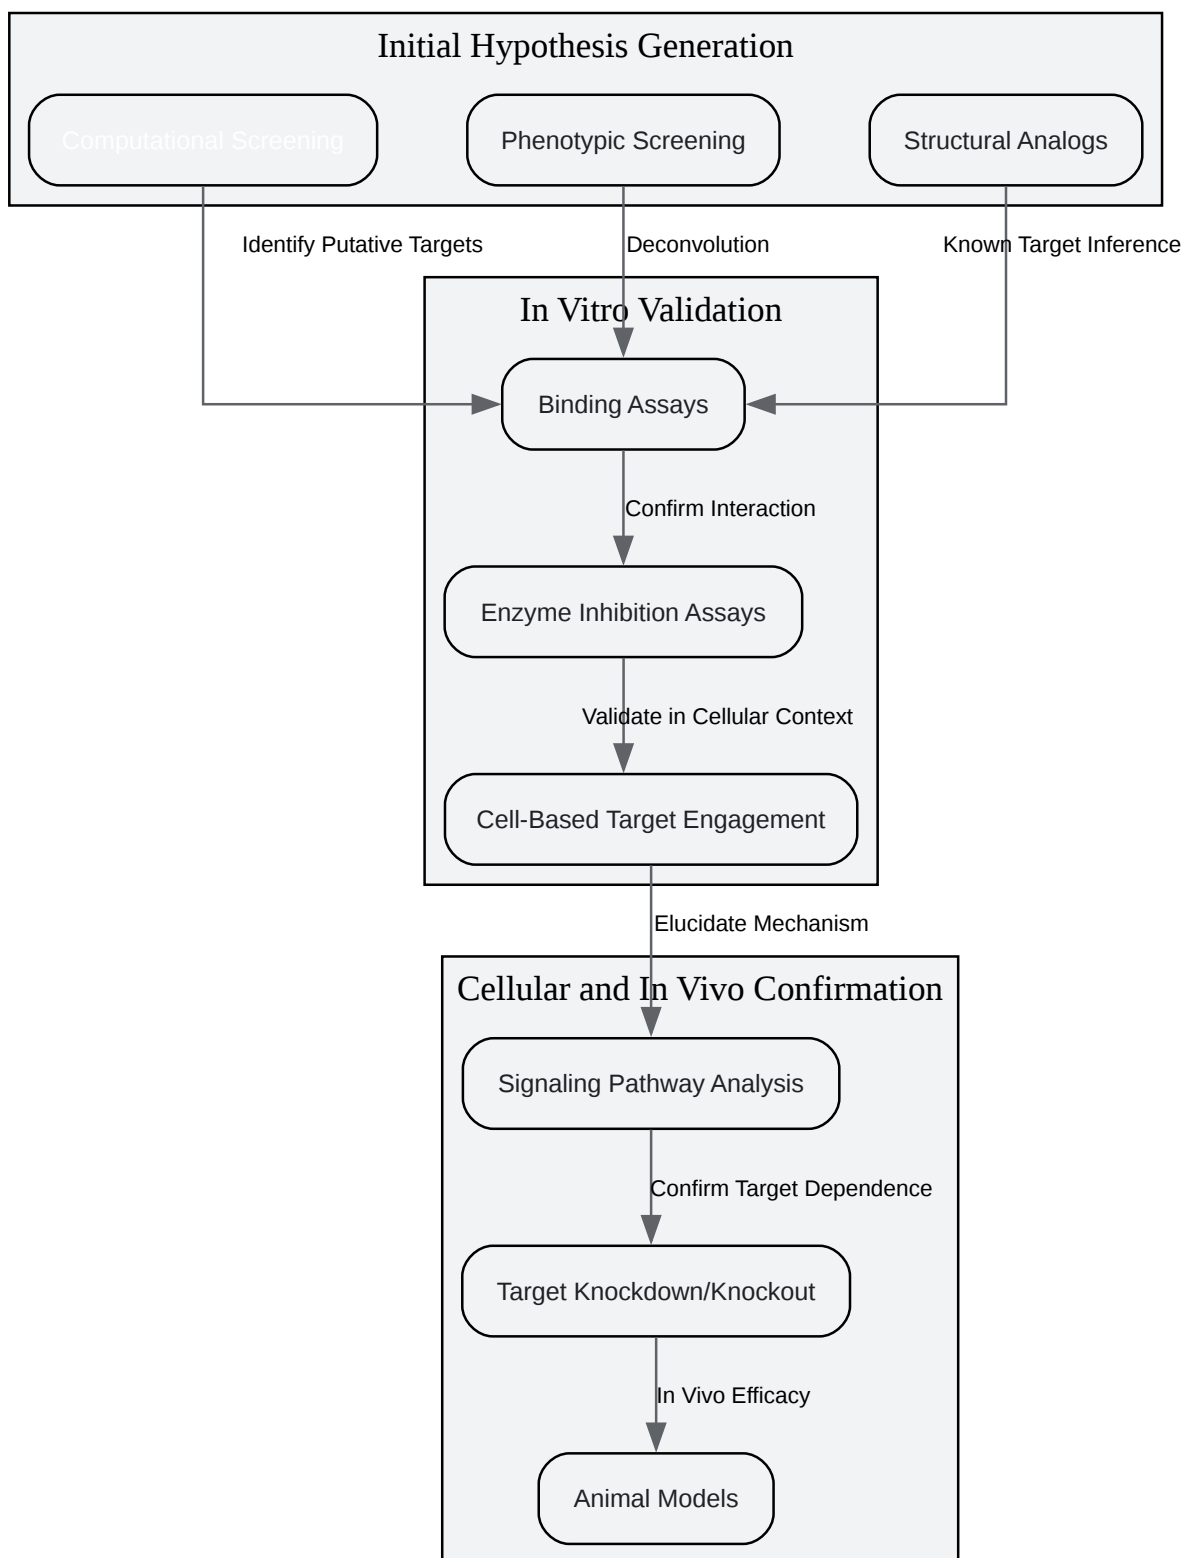 Initial Hypothesis Generation
Computational Screening
Phenotypic Screening
Structural Analogs
Identify Putative Targets
Deconvolution
Known Target Inference
In Vitro Validation
Binding Assays
Confirm Interaction
Enzyme Inhibition Assays
Validate in Cellular Context
Cell-Based Target Engagement
Elucidate Mechanism
Cellular and In Vivo Confirmation
Signaling Pathway Analysis
Confirm Target Dependence
Target Knockdown/Knockout
In Vivo Efficacy
Animal Models